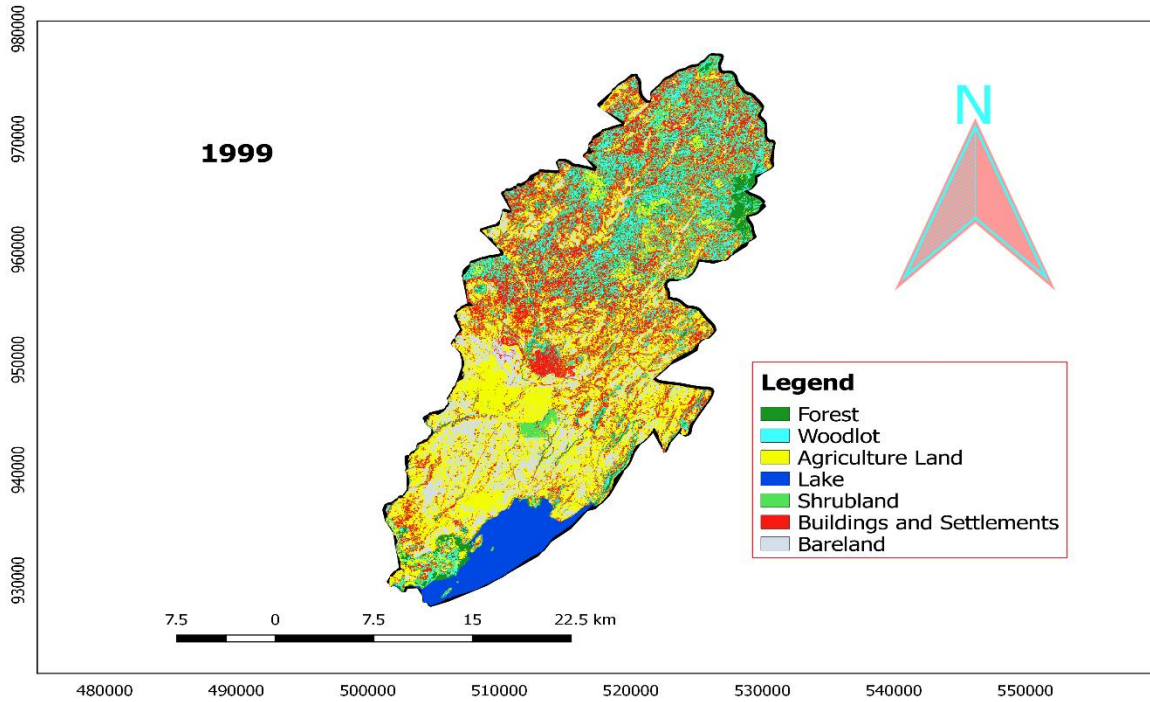 980000
970000
960000
950000
940000
930000
1999
N
Legend
Forest
Woodlot
Agriculture Land
Lake
Shrubland
Buildings and Settlements
Bareland
7.5 0 7.5 15 22.5 km
480000 490000 500000 510000 520000 530000 540000 550000